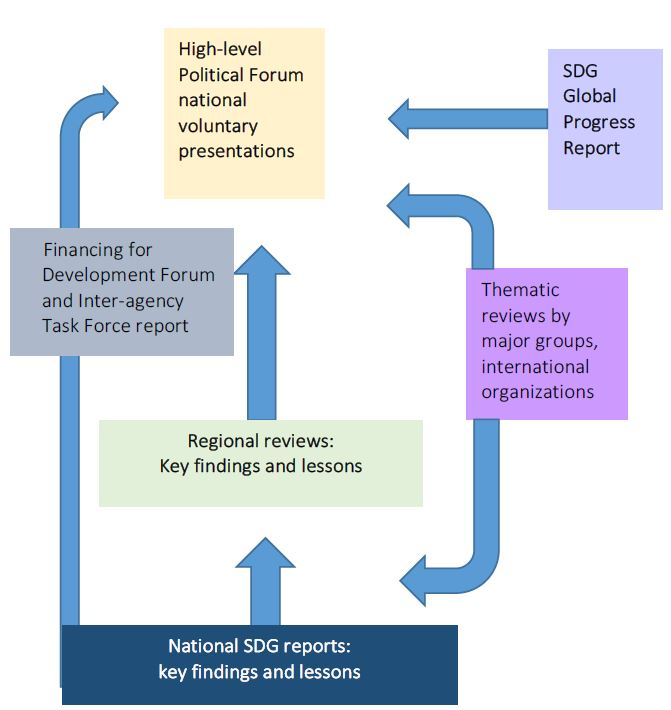 High-level
Political Forum
national
voluntary
presentations
SDG
Global
Progress
Report
Financing for
Development Forum
and Inter-agency
Task Force report
Thematic
reviews by
major groups,
international
organizations
Regional reviews:
Key findings and lessons
National SDG reports:
key findings and lessons